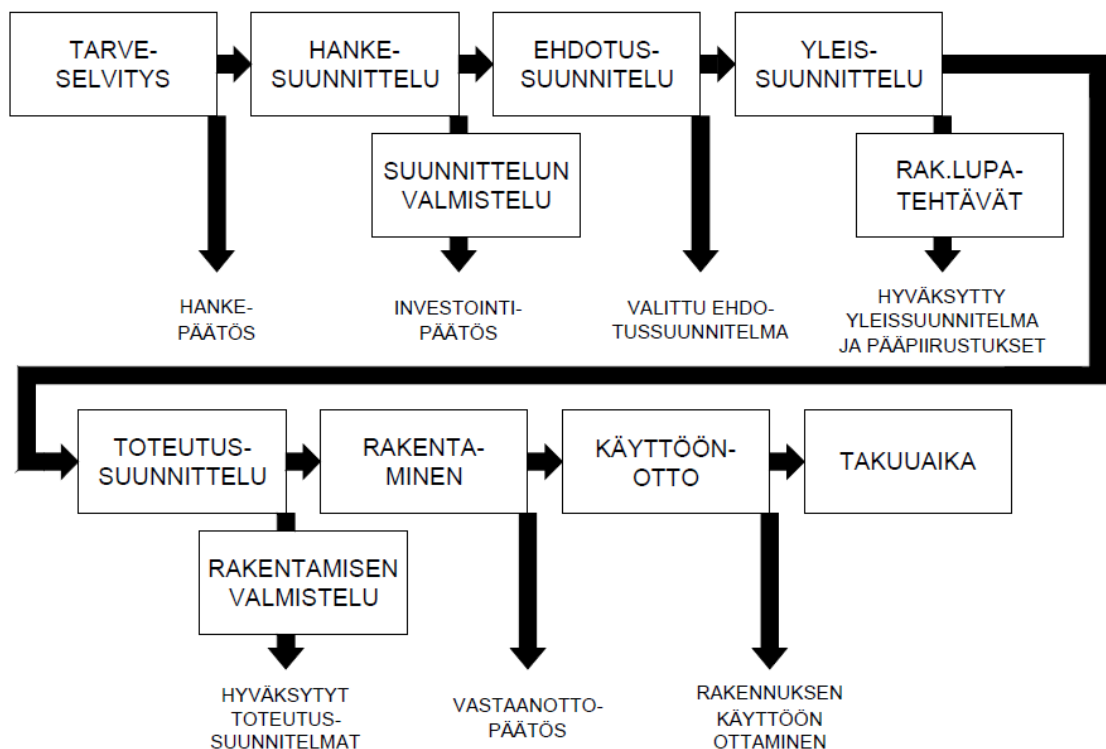 TARVE-
SELVITYS
HANKE-
SUUNNITTELU
EHDOTUS-
SUUNNITELU
YLEIS-
SUUNNITTELU
SUUNNITTELUN
VALMISTELU
RAK.LUPA-
TEHTÄVÄT
HANKE-
PÄÄTÖS
INVESTOINTI-
PÄÄTÖS
VALITTU EHDO-
TUSSUUNNITELMA
HYVÄKSYTTY
YLEISSUUNNITELMA
JA PÄÄPIIRUSTUKSET
TOTEUTUS-
SUUNNITTELU
RAKENTA-
MINEN
KÄYTTÖÖN-
OTTO
TAKUUAIKA
RAKENTAMISEN
VALMISTELU
HYVÄKSYTYT
TOTEUTUS-
SUUNNITELMAT
VASTAANOTTO-
PÄÄTÖS
RAKENNUKSEN
KÄYTTÖÖN
OTTAMINEN